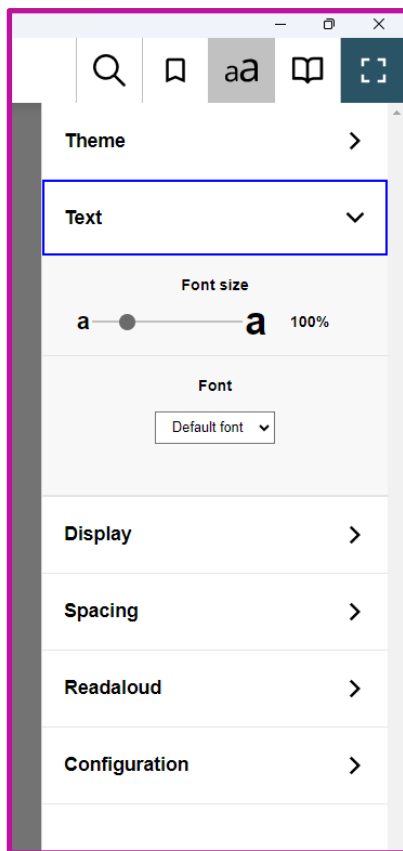 aa
Theme
Text
Font size
a a 100%
Font
Default font
Display
Spacing
Readaloud
Configuration